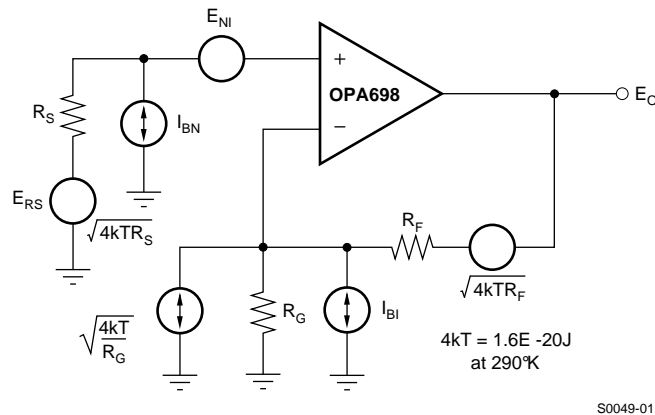 E_NI
+
OPA698
−
E_O
R_S
I_BN
E_RS
√4kTR_S
R_F
√4kTR_F
√4kT/R_G
R_G
I_BI
4kT = 1.6E -20J
at 290°K
S0049-01